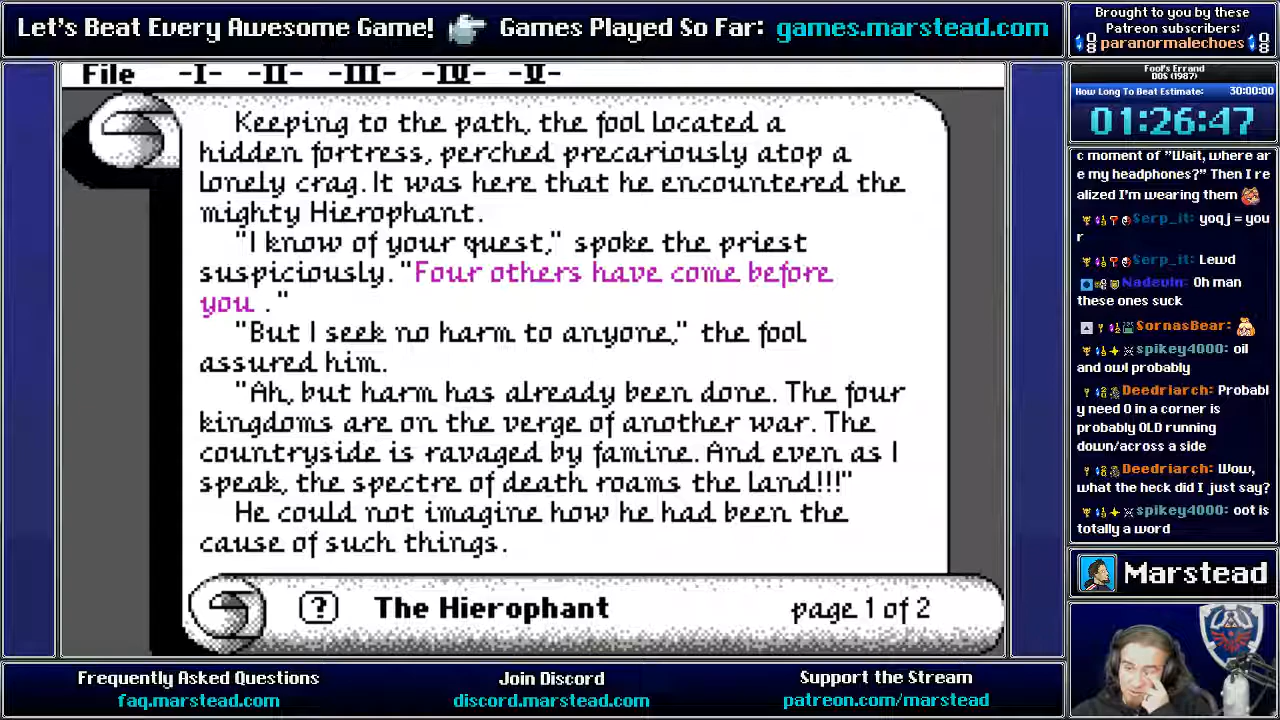 Let's Beat Every Awesome Game! Games Played So Far: games.marstead.com
Brought to you by these
Patreon subscribers:
paranormalechoes
Fool's Errand
DOS (1987)
How Long To Beat Estimate: 30:00:00
01:26:47
File -I- -II- -III- -IV- -V-
Keeping to the path, the fool located a
hidden fortress, perched precariously atop a
lonely crag. It was here that he encountered the
mighty Hierophant.
"I know of your quest," spoke the priest
suspiciously. "Four others have come before
you ."
"But I seek no harm to anyone," the fool
assured him.
"Ah, but harm has already been done. The four
kingdoms are on the verge of another war. The
countryside is ravaged by famine. And even as I
speak, the spectre of death roams the land!!!"
He could not imagine how he had been the
cause of such things.
? The Hierophant page 1 of 2
c moment of "Wait, where ar
e my headphones?" Then I re
alized I'm wearing them
Serp_it: yoqj = you
r
Serp_it: Lewd
Nadevin: Oh man
these ones suck
SornasBear:
spikey4000: oil
and owl probably
Deedriarch: Probabl
y need O in a corner is
probably OLD running
down/across a side
Deedriarch: Wow,
what the heck did I just say?
spikey4000: oot is
totally a word
Marstead
Frequently Asked Questions
faq.marstead.com
Join Discord
discord.marstead.com
Support the Stream
patreon.com/marstead